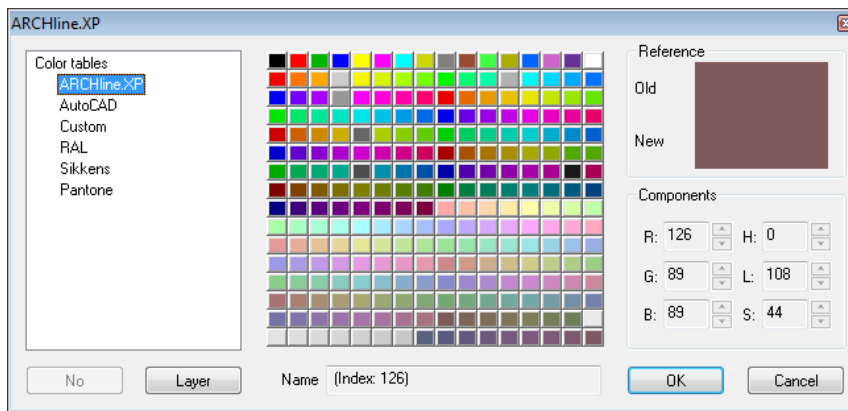 ARCHline.XP
Color tables
ARCHline.XP
AutoCAD
Custom
RAL
Sikkens
Pantone
Reference
Old
New
Components
R: 126 H: 0
G: 89 L: 108
B: 89 S: 44
No Layer Name (Index: 126) OK Cancel